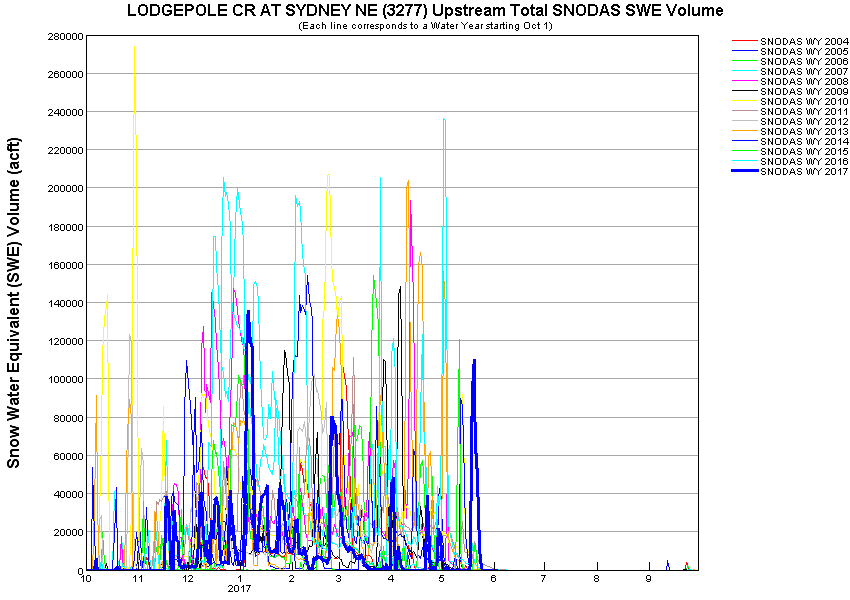 LODGEPOLE CR AT SYDNEY NE (3277) Upstream Total SNODAS SWE Volume
(Each line corresponds to a Water Year starting Oct 1)
Snow Water Equivalent (SWE) Volume (acft)
280000
260000
240000
220000
200000
180000
160000
140000
120000
100000
80000
60000
40000
20000
0
10 11 12 1 2 3 4 5 6 7 8 9
2017
SNODAS WY 2004
SNODAS WY 2005
SNODAS WY 2006
SNODAS WY 2007
SNODAS WY 2008
SNODAS WY 2009
SNODAS WY 2010
SNODAS WY 2011
SNODAS WY 2012
SNODAS WY 2013
SNODAS WY 2014
SNODAS WY 2015
SNODAS WY 2016
SNODAS WY 2017